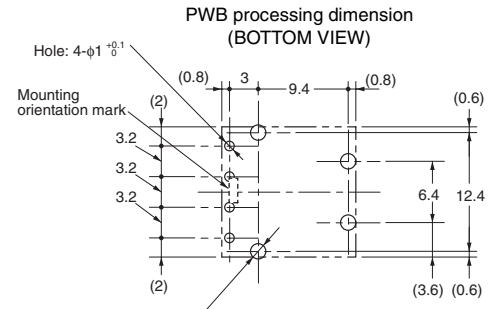 PWB processing dimension
(BOTTOM VIEW)
Hole: 4-φ1 +0.1 0
(0.8) 3 9.4 (0.8)
Mounting
orientation mark
(2)
(0.6)
3.2
3.2
3.2
6.4 12.4
(2)
(3.6) (0.6)